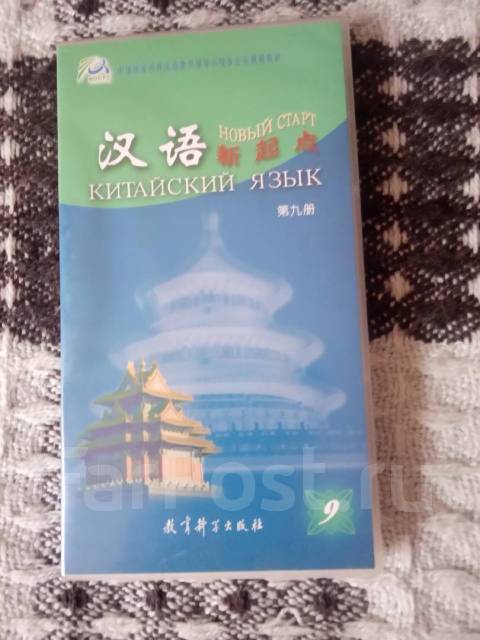 汉语
НОВЫЙ СТАРТ
新起点
КИТАЙСКИЙ ЯЗЫК
第九册
教育科学出版社
9